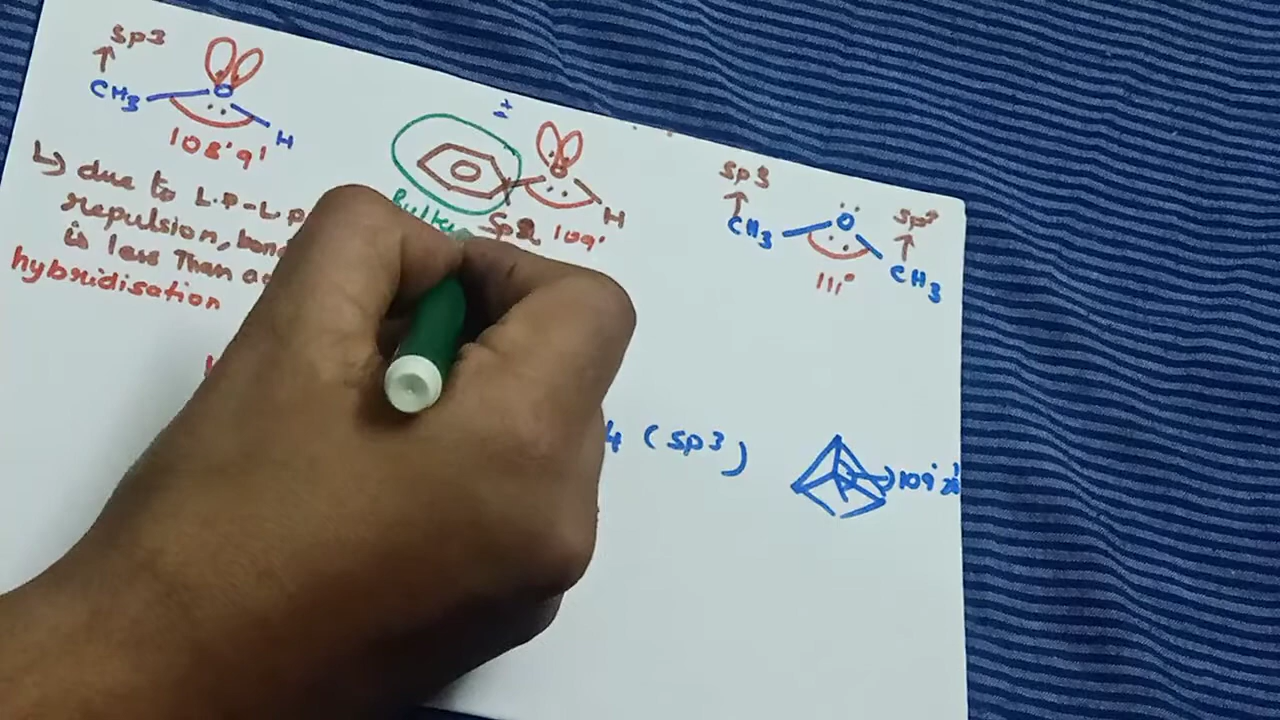 sp3
CH3 O H
108°9'
↳ due to L.P-L.P
repulsion,
is less Than
hybridisation
O H
Sp2 109°
sp3
CH3 O CH3
sp3
111°
4 (sp3)
109°